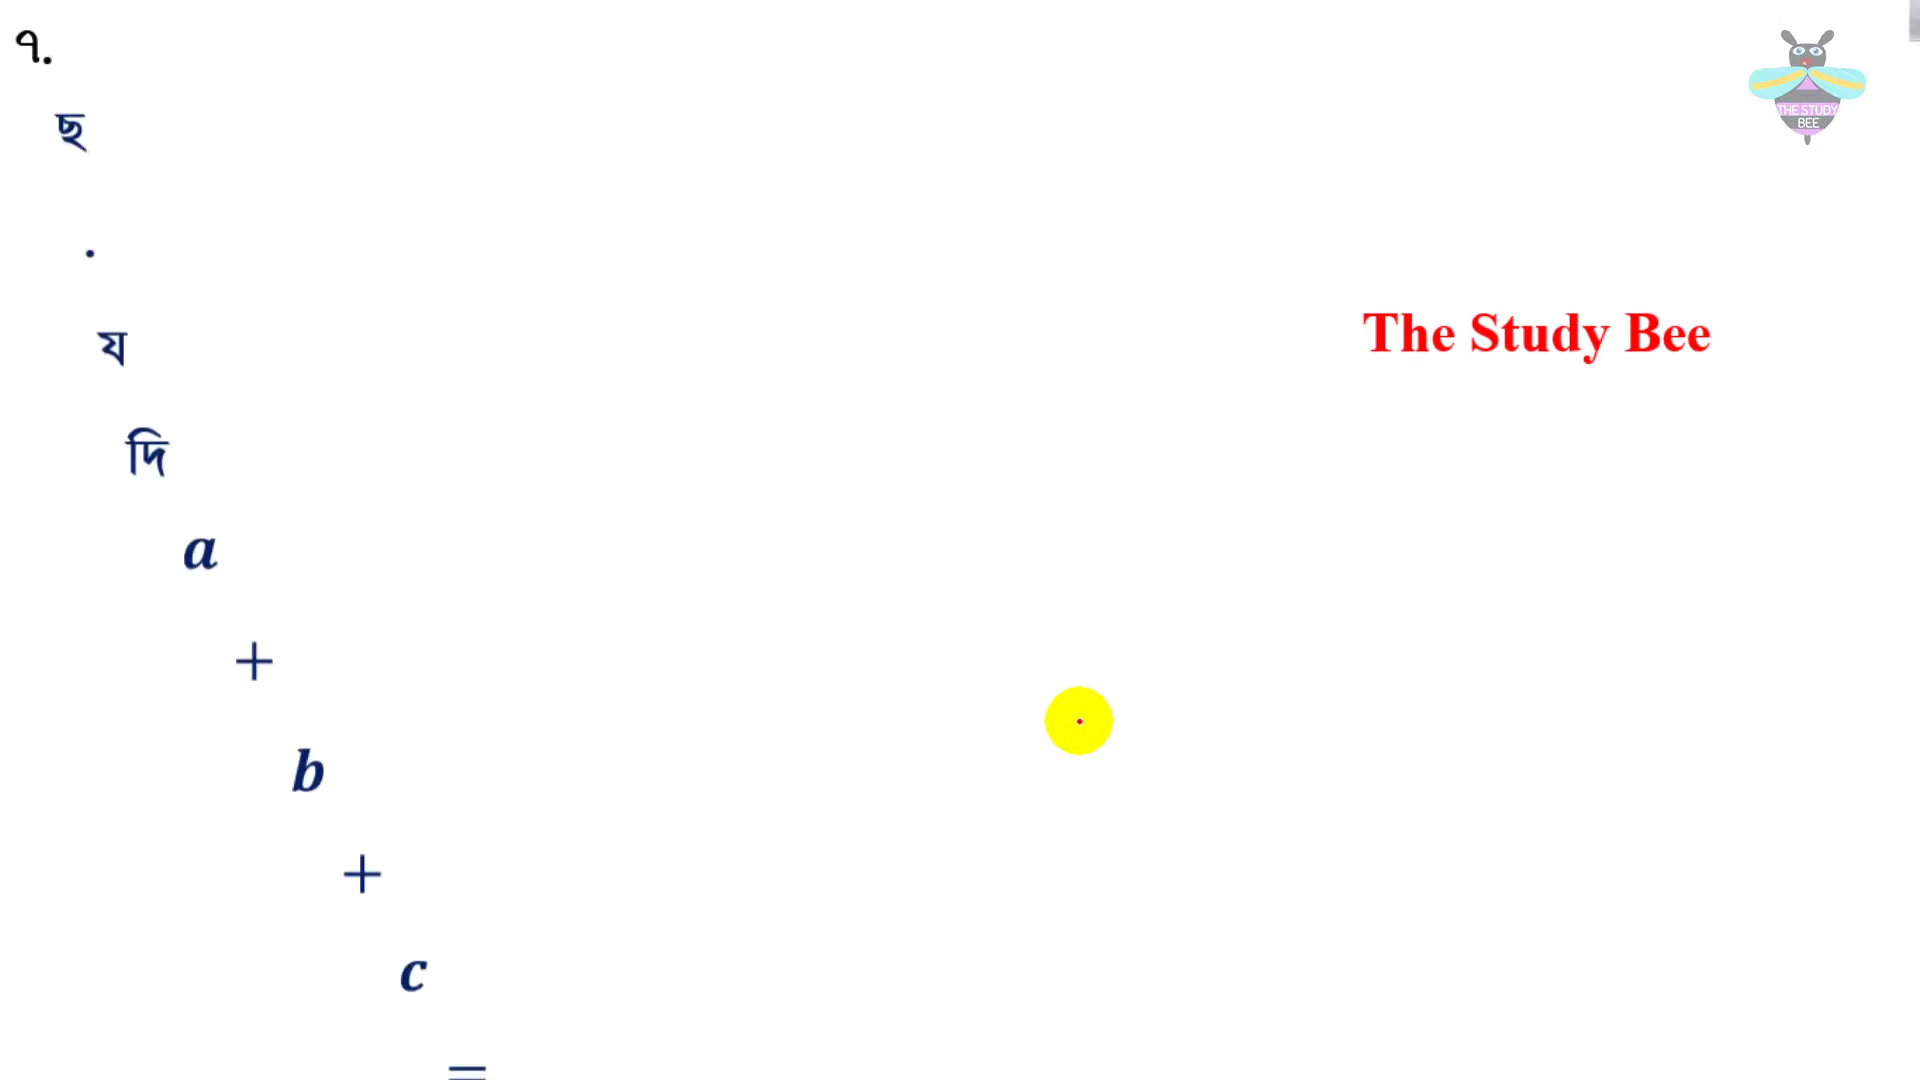 ৭.
ছ
.
য
দি
a
+
b
+
c
=
The Study Bee
THE STUDY
BEE